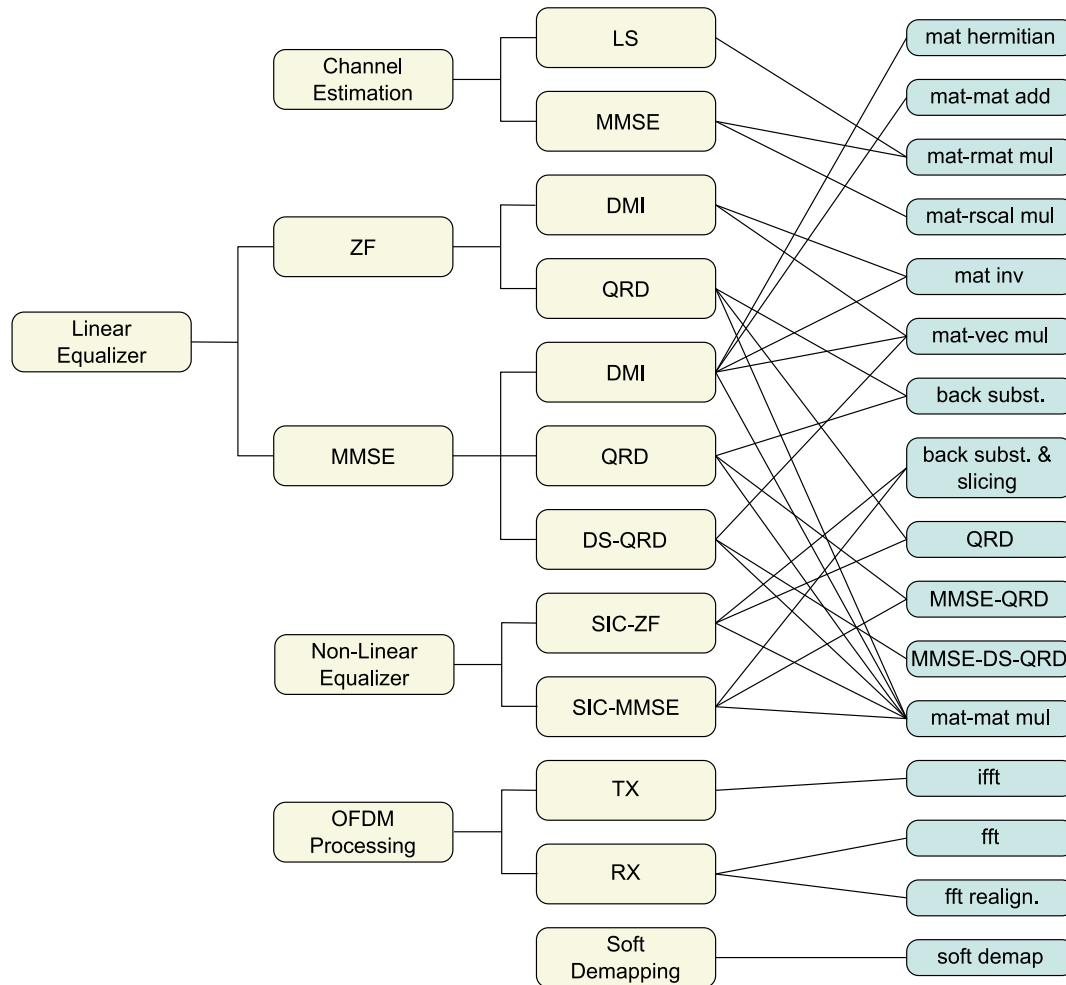 Linear
Equalizer
Channel
Estimation
ZF
MMSE
Non-Linear
Equalizer
OFDM
Processing
LS
MMSE
DMI
QRD
DMI
QRD
DS-QRD
SIC-ZF
SIC-MMSE
TX
RX
Soft
Demapping
mat hermitian
mat-mat add
mat-rmat mul
mat-rscal mul
mat inv
mat-vec mul
back subst.
back subst. &
slicing
QRD
MMSE-QRD
MMSE-DS-QRD
mat-mat mul
ifft
fft
fft realign.
soft demap